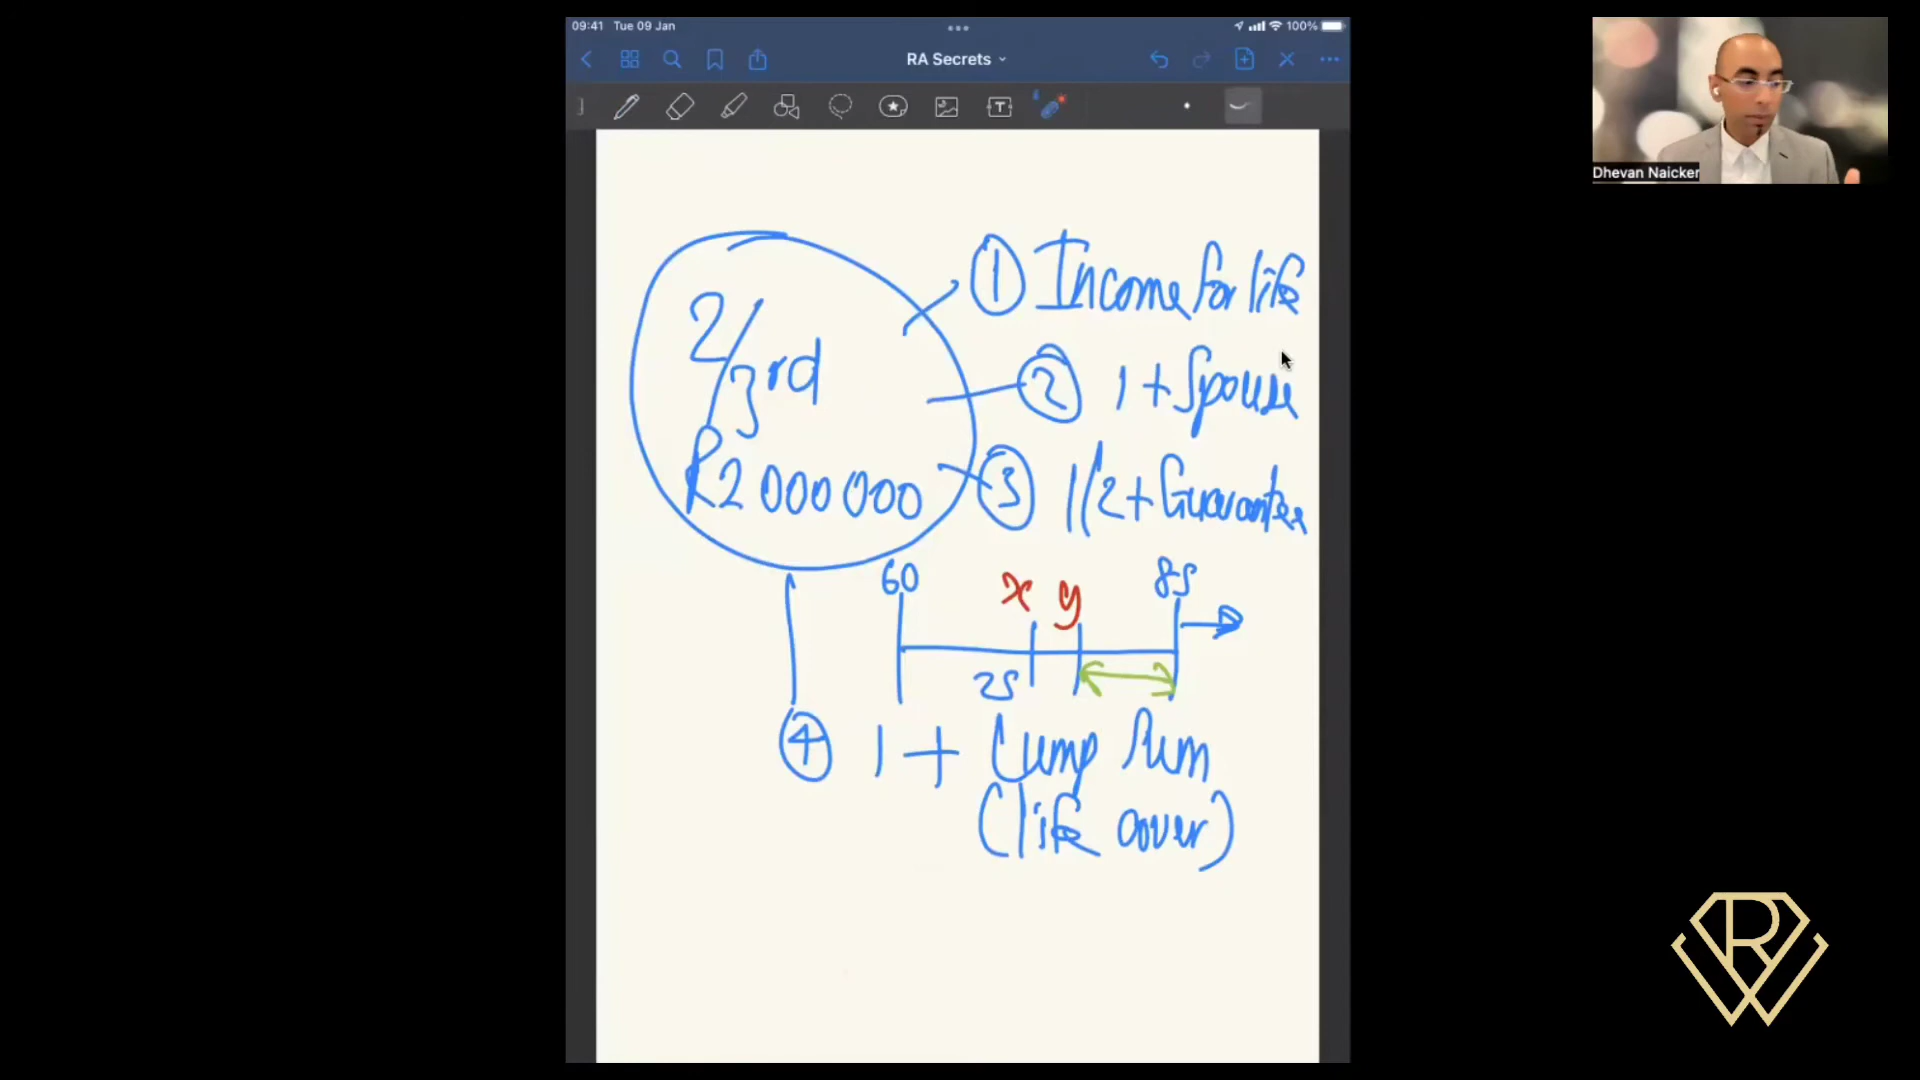 09:41 Tue 09 Jan
100%
RA Secrets
Dhevan Naicker
2/3rd
R2 000 000
1 Income for life
2 1 + Spouse
3 1/2 + Guarantee
60 x y 85
25
4 1 + Lump Sum
(life cover)
RW